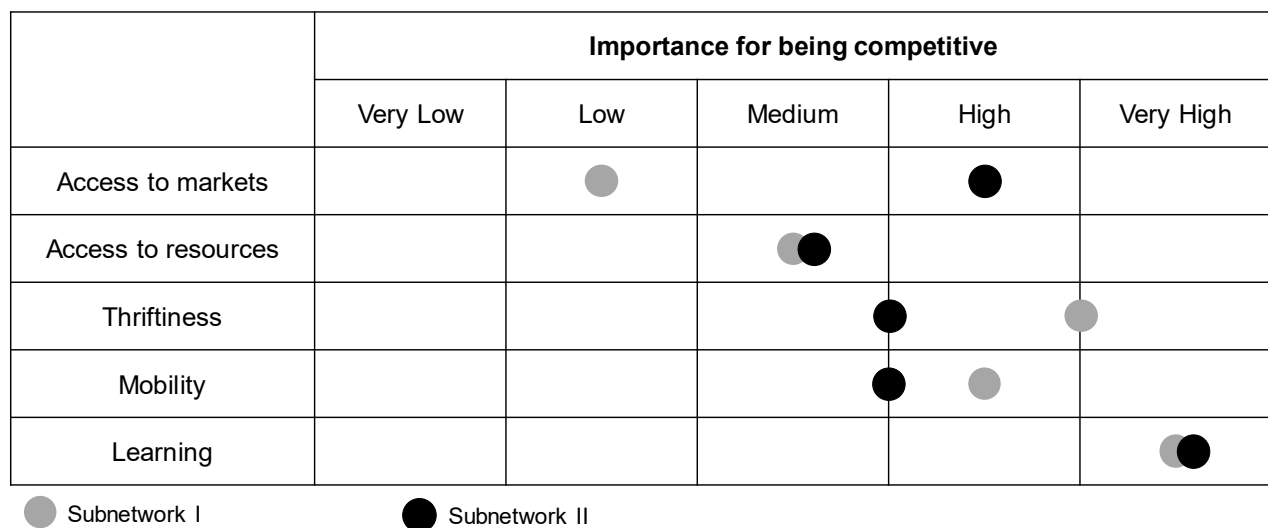 Importance for being competitive
Very Low Low Medium High Very High
Access to markets
Access to resources
Thriftiness
Mobility
Learning
Subnetwork I Subnetwork II